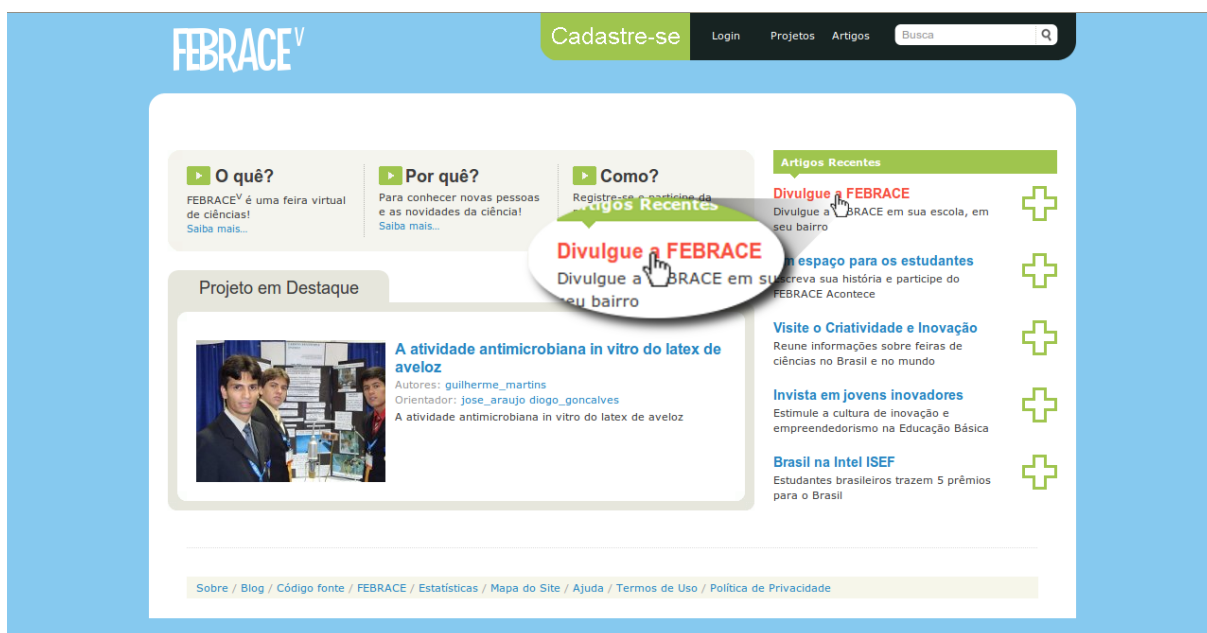 FEBRACE V
Cadastre-se
Login Projetos Artigos Busca
O quê?
FEBRACE V é uma feira virtual
de ciências!
Saiba mais...
Por quê?
Para conhecer novas pessoas
e as novidades da ciência!
Saiba mais...
Como?
Registre-se e participe da
Artigos Recentes
Divulgue a FEBRACE
Divulgue a BRACE em sua escola, em
seu bairro
Artigos Recentes
Divulgue a FEBRACE
Divulgue a BRACE em su
seu bairro
espaço para os estudantes
sua história e participe do
FEBRACE Acontece
Visite o Criatividade e Inovação
Reune informações sobre feiras de
ciências no Brasil e no mundo
Invista em jovens inovadores
Estimule a cultura de inovação e
empreendedorismo na Educação Básica
Brasil na Intel ISEF
Estudantes brasileiros trazem 5 prêmios
para o Brasil
Projeto em Destaque
A atividade antimicrobiana in vitro do latex de
aveloz
Autores: guilherme_martins
Orientador: jose_araujo diogo_goncalves
A atividade antimicrobiana in vitro do latex de aveloz
Sobre / Blog / Código fonte / FEBRACE / Estatísticas / Mapa do Site / Ajuda / Termos de Uso / Política de Privacidade